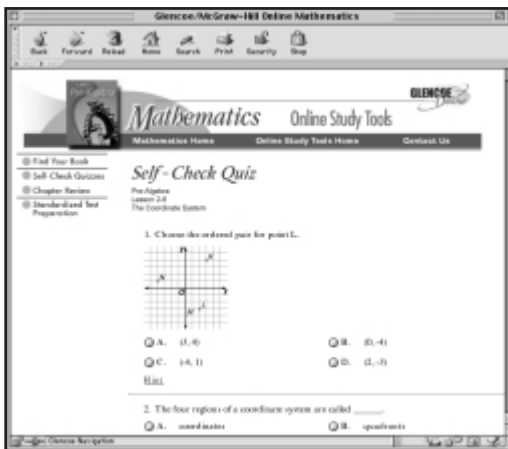 Glencoe/McGraw-Hill Online Mathematics
Back Forward Reload Home Search Print Security Shop
GLENCOE
Mathematics Online Study Tools
Mathematics Home Online Study Tools Home Contact Us
Find Your Book
Self-Check Quizzes
Chapter Review
Standardized Test
Preparation
Self-Check Quiz
Pre-Algebra
Lesson 2-6
The Coordinate System
1. Choose the ordered pair for point L.
A. (3, 4) B. (0, -4)
C. (-4, 1) D. (2, -3)
Hint
2. The four regions of a coordinate system are called ______.
A. coordinates B. quadrants
Glencoe Navigation